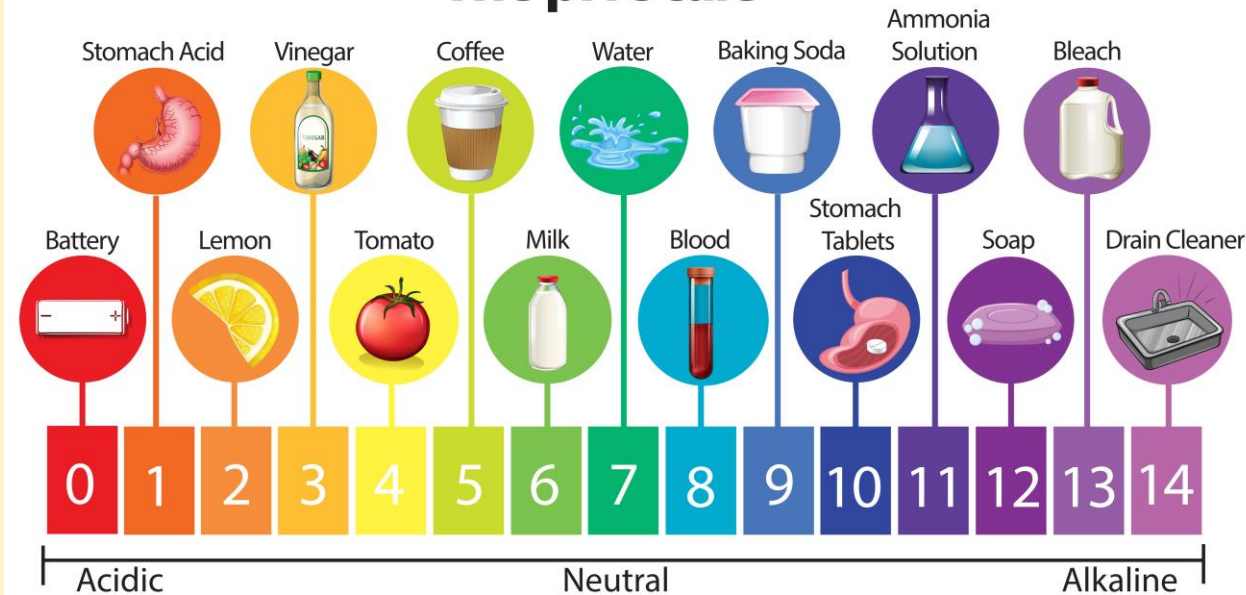 Ammonia
Stomach Acid Vinegar Coffee Water Baking Soda Solution Bleach
VINEGAR
Stomach
Battery Lemon Tomato Milk Blood Tablets Soap Drain Cleaner
− +
0 1 2 3 4 5 6 7 8 9 10 11 12 13 14
Acidic Neutral Alkaline